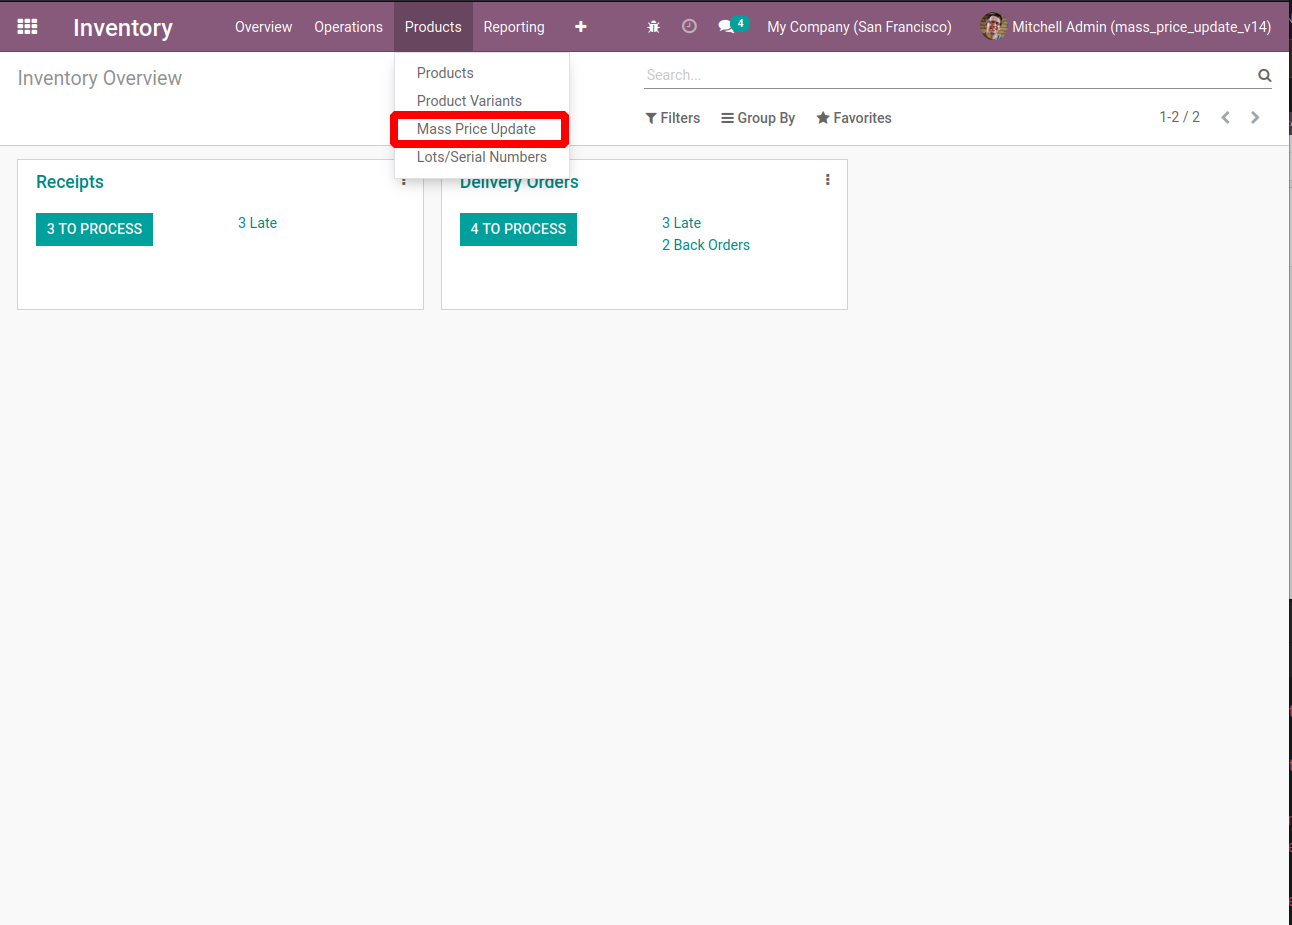 Inventory Overview Operations Products Reporting 4 My Company (San Francisco) Mitchell Admin (mass_price_update_v14)
Inventory Overview
Products
Product Variants
Mass Price Update
Lots/Serial Numbers
Search...
Filters Group By Favorites 1-2 / 2
Receipts
3 TO PROCESS 3 Late
Delivery Orders
4 TO PROCESS 3 Late
2 Back Orders